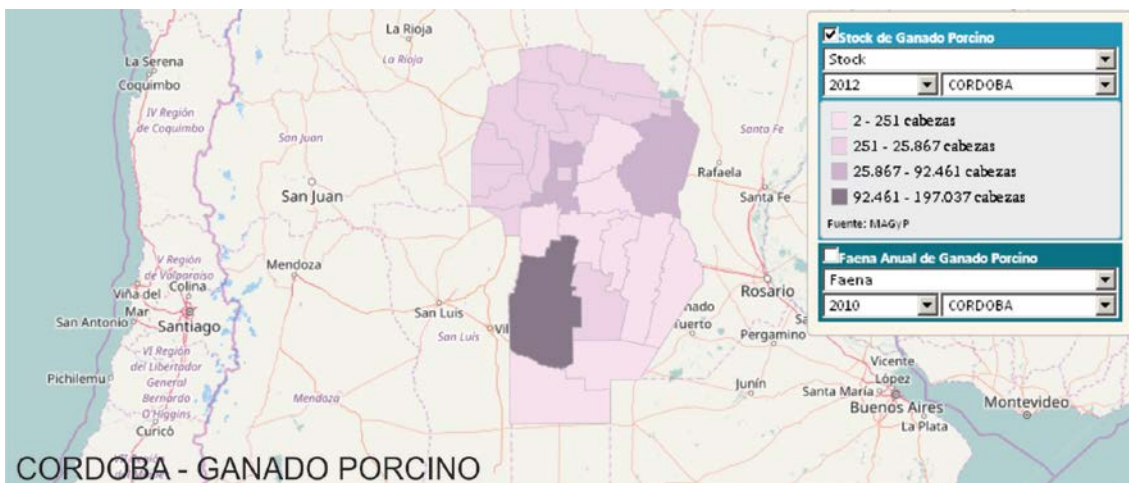 La Rioja
La Rioja
La Serena
Coquimbo
IV Región
de Coquimbo
San Juan
San Juan
Santa Fe
Rafaela
Santa Fe
Mendoza
V Región
de Valparaíso
Viña del
Mar
Colina
San Antonio
Santiago
San Luis
San Luis
Vil
Rosario
nado
uerto
Pergamino
Sa
VI Región
del Libertador
General
Bernardo
O'Higgins
Pichilemu
Mendoza
Curicó
Junín
Vicente
López
Santa María
Buenos Aires
La Plata
Montevideo
Stock de Ganado Porcino
Stock
2012 CORDOBA
2 - 251 cabezas
251 - 25.867 cabezas
25.867 - 92.461 cabezas
92.461 - 197.037 cabezas
Fuente: MAGyP
Faena Anual de Ganado Porcino
Faena
2010 CORDOBA
CORDOBA - GANADO PORCINO